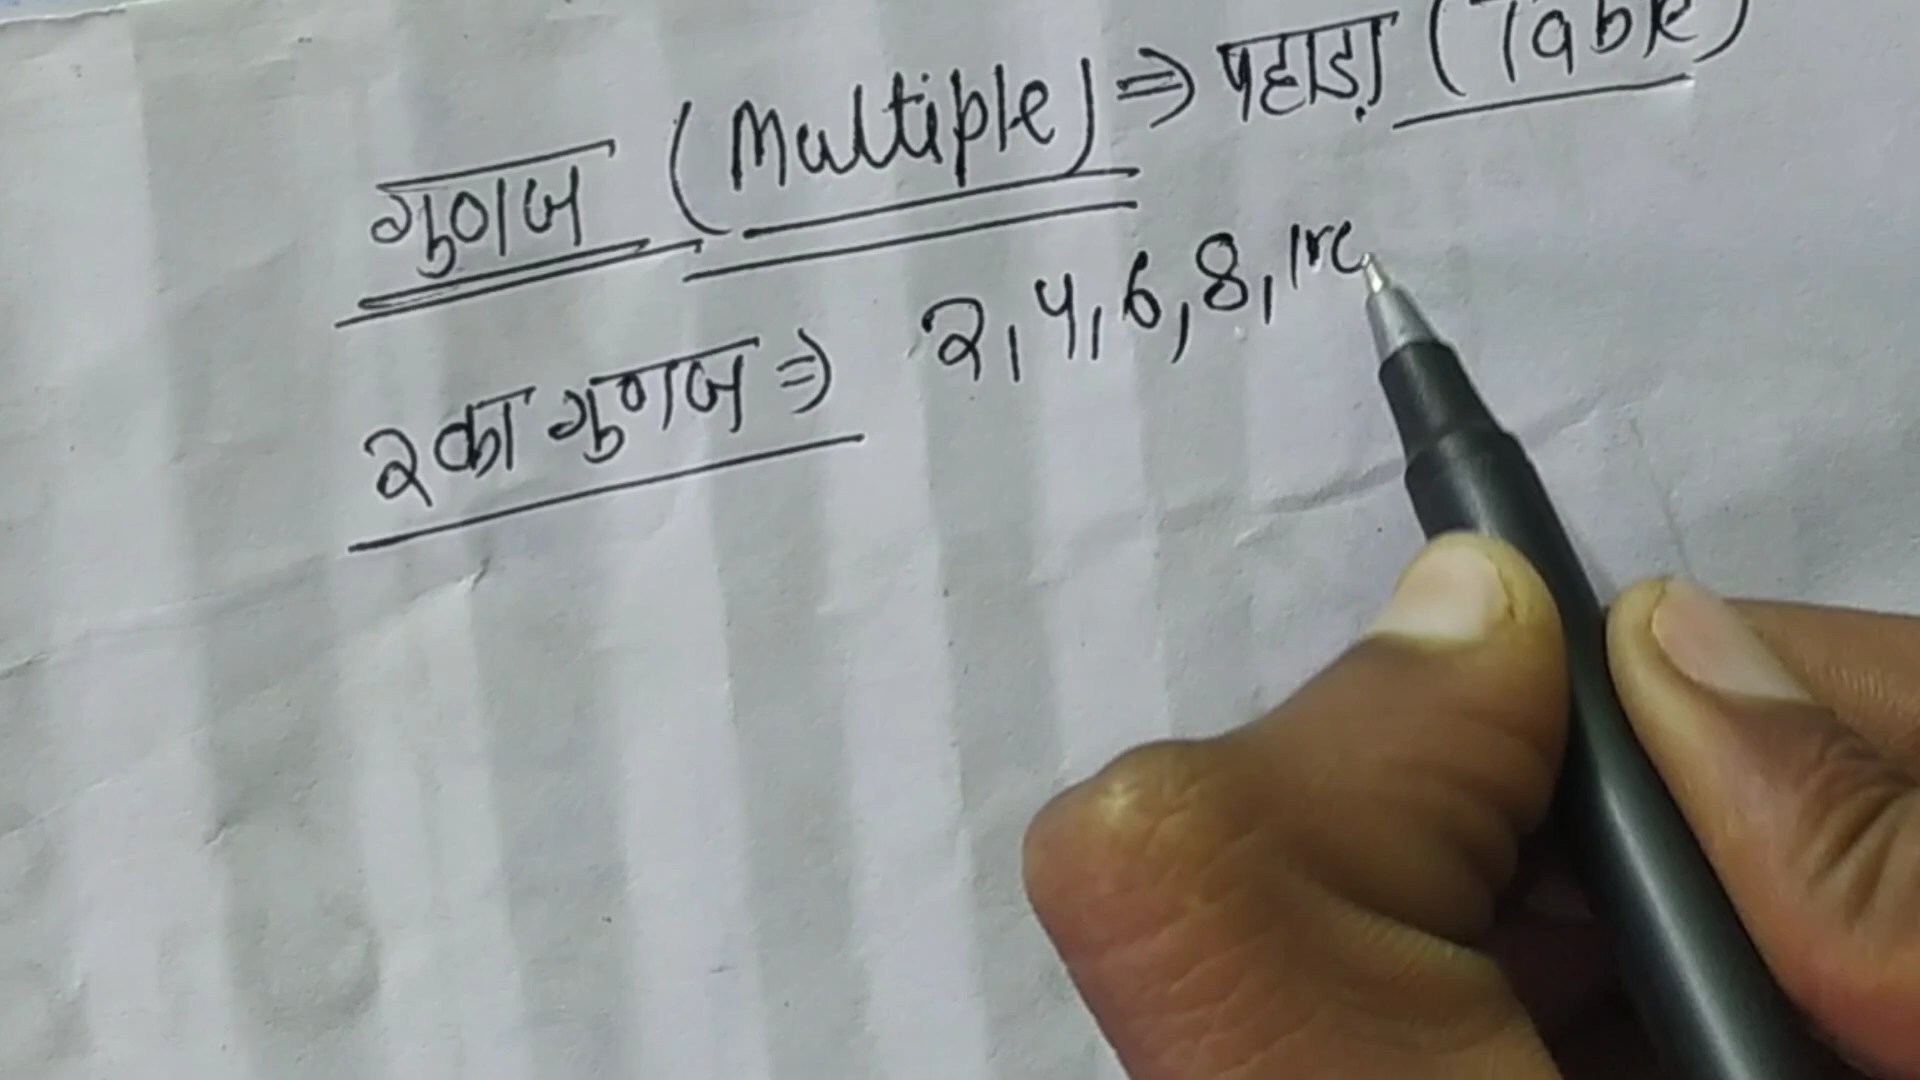 गुणज (Multiple) ⇒ पहाड़ा (Table)
2 का गुणज ⇒ 2, 4, 6, 8,